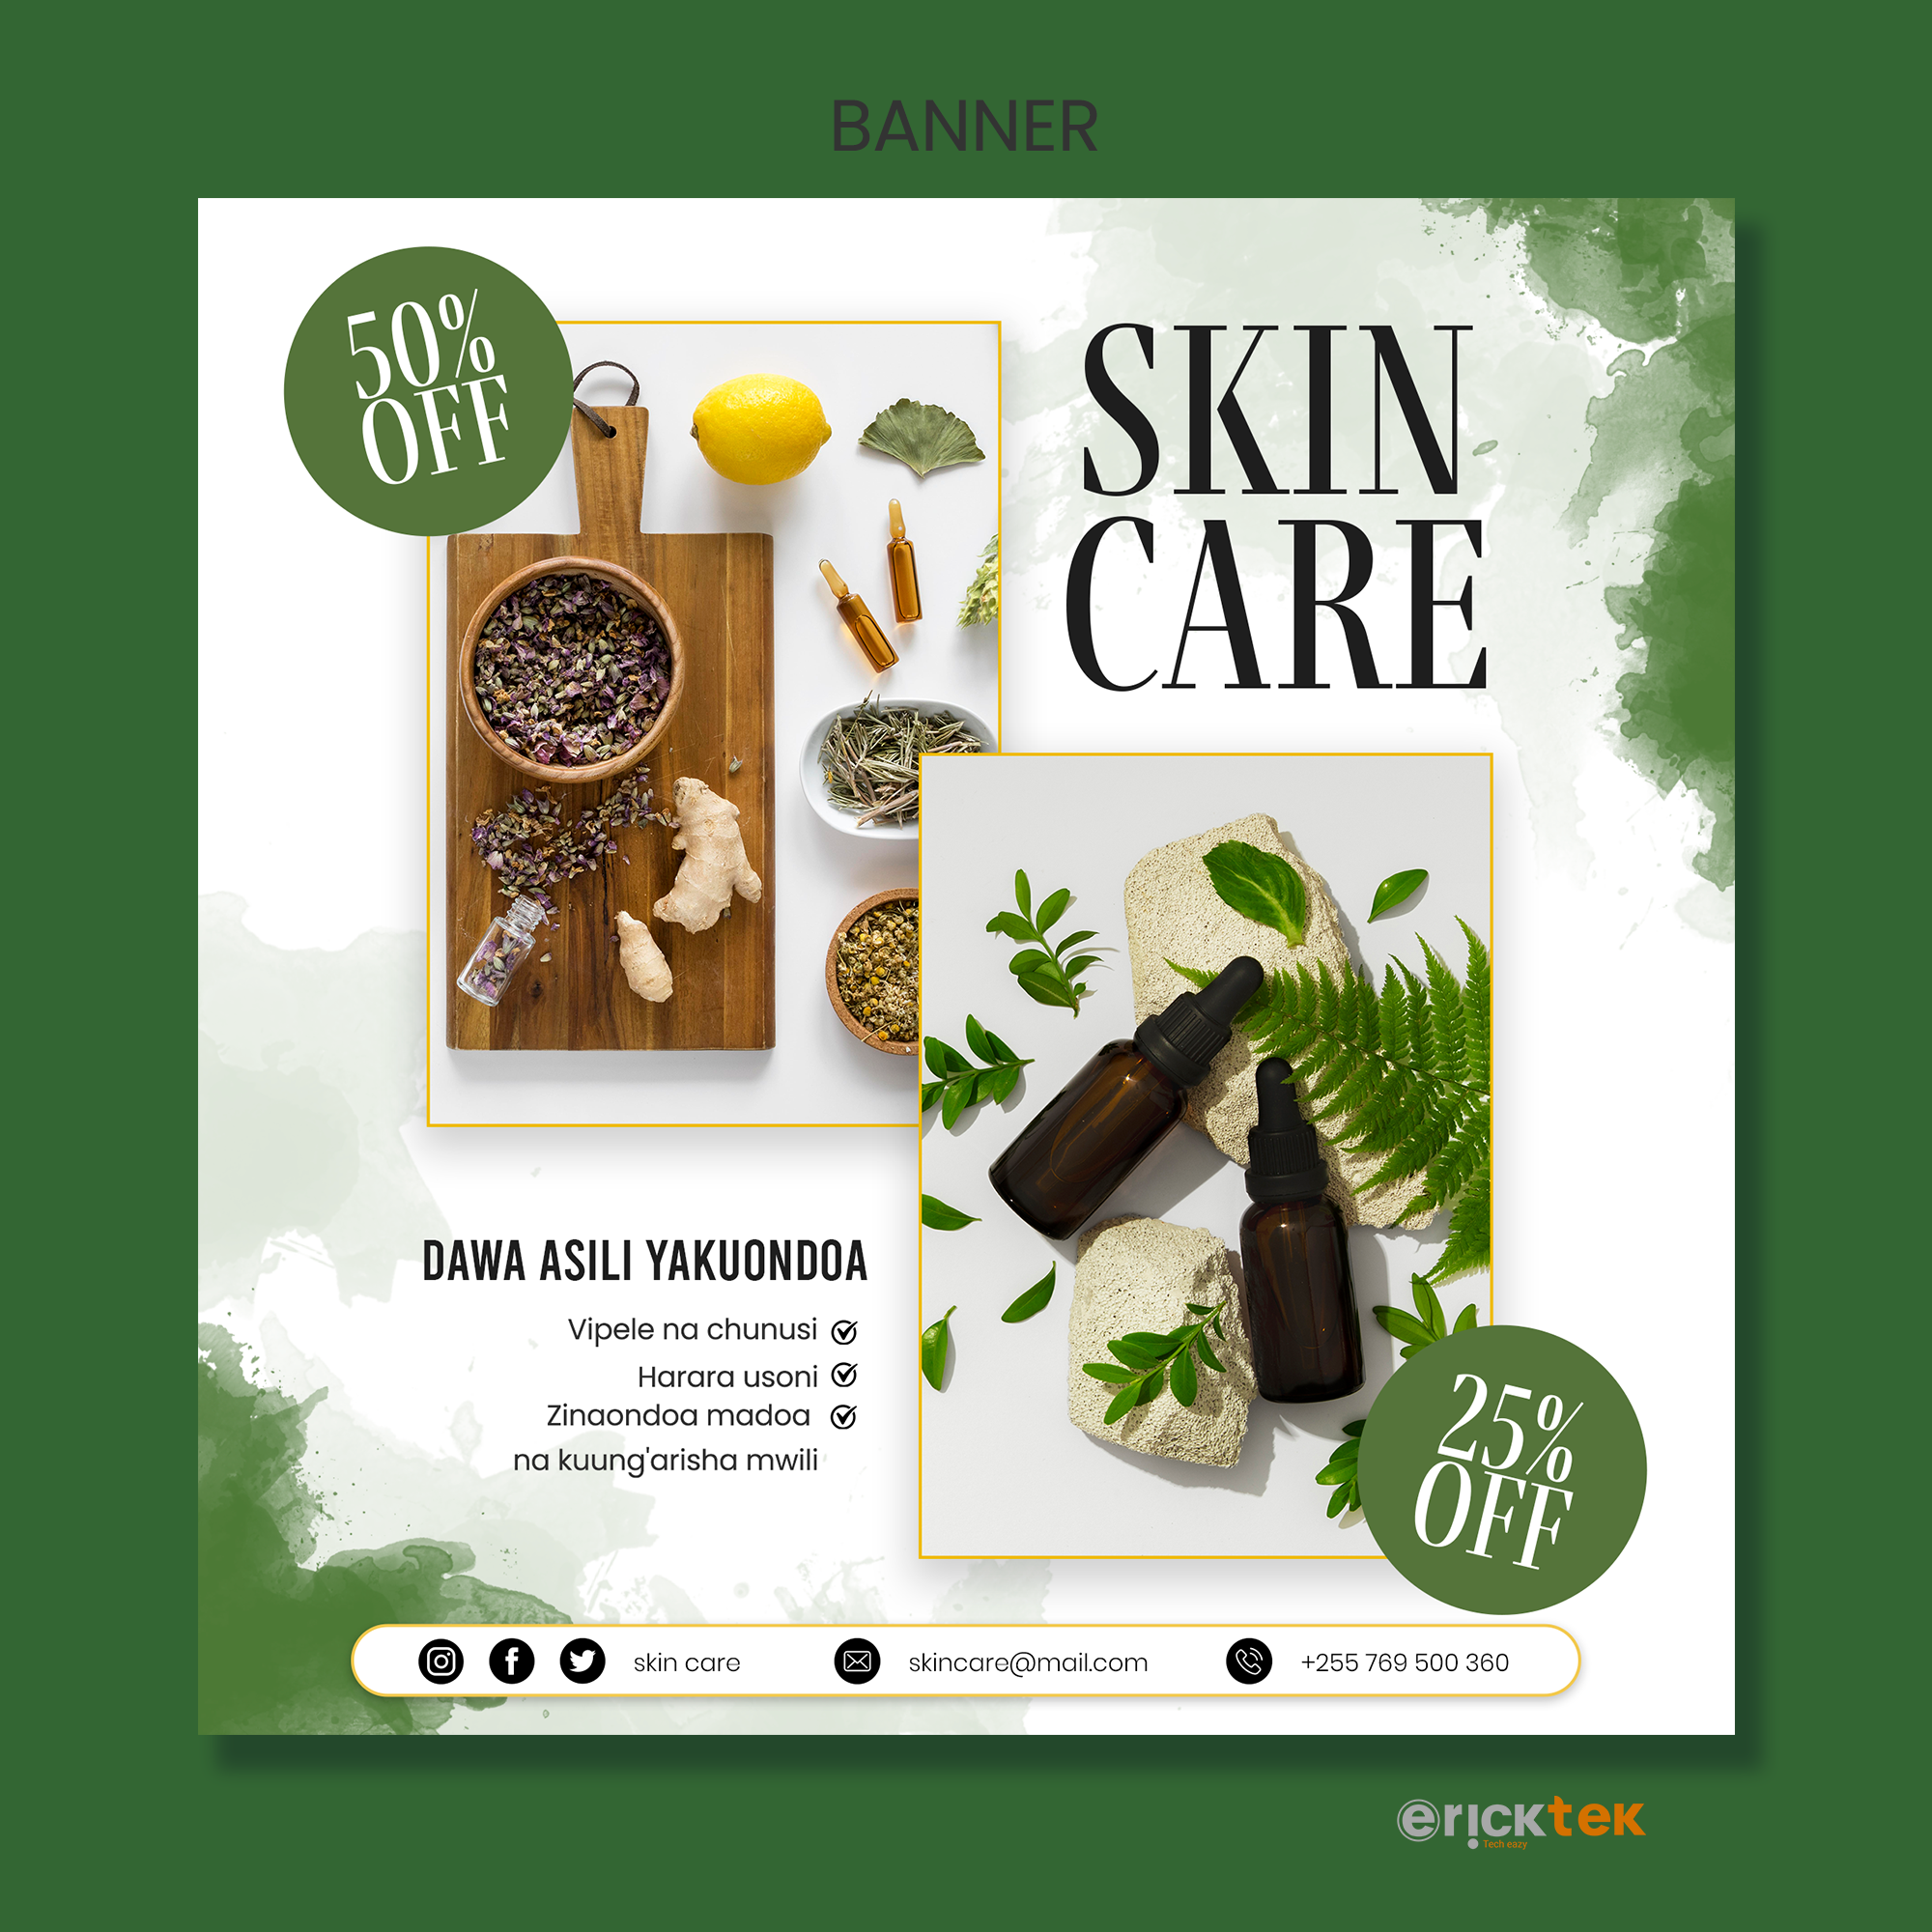 BANNER
50%
OFF
SKIN
CARE
DAWA ASILI YAKUONDOA
Vipele na chunusi
Harara usoni
Zinaondoa madoa
na kuung'arisha mwili
25%
OFF
skin care
skincare@mail.com
+255 769 500 360
ericktek
Tech eazy